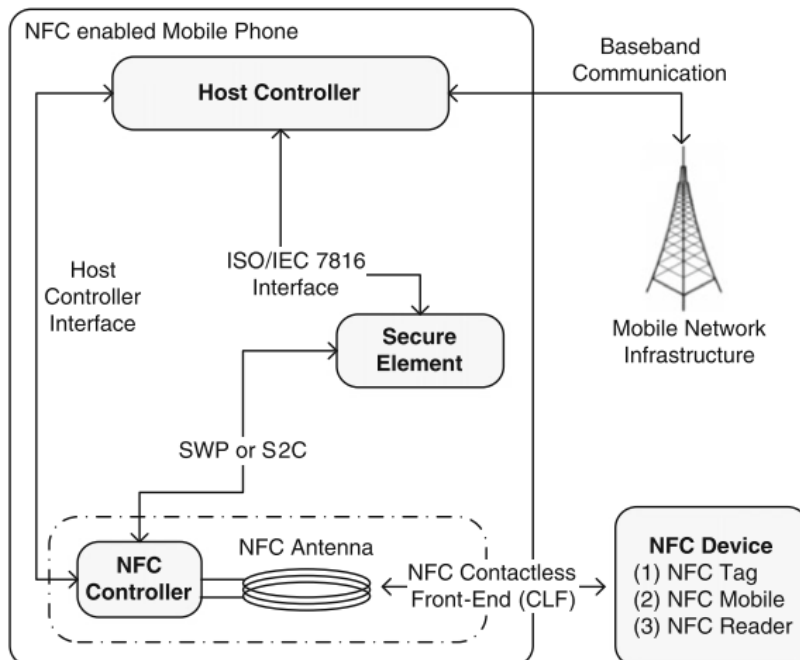 NFC enabled Mobile Phone
Host Controller
Baseband
Communication
Host
Controller
Interface
ISO/IEC 7816
Interface
Secure
Element
Mobile Network
Infrastructure
SWP or S2C
NFC
Controller
NFC Antenna
NFC Contactless
Front-End (CLF)
NFC Device
(1) NFC Tag
(2) NFC Mobile
(3) NFC Reader